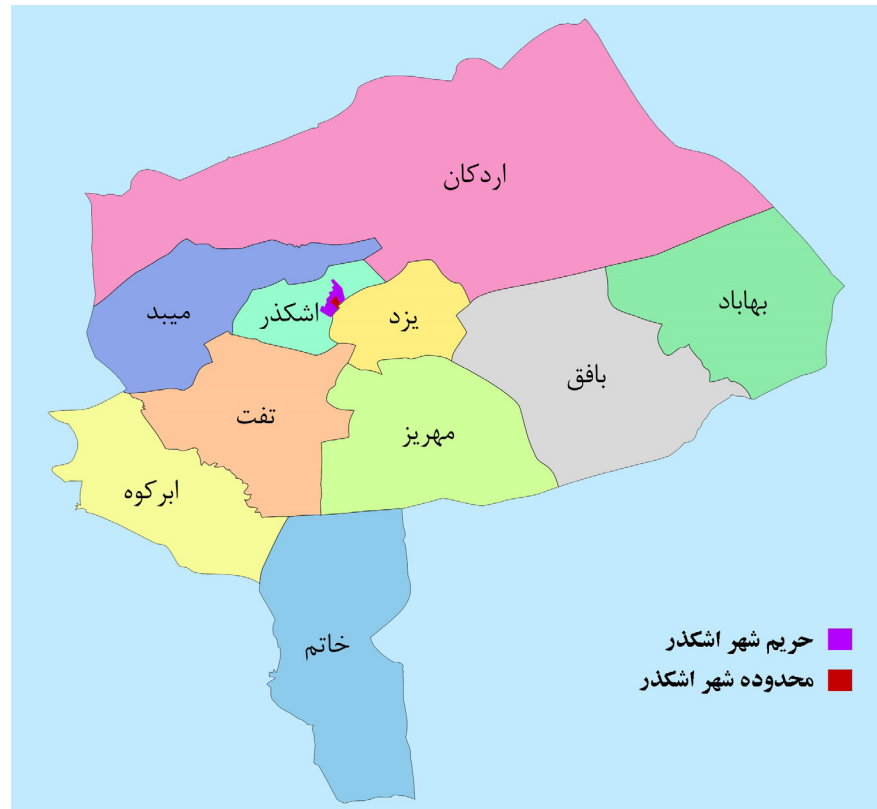 اردکان
بهاباد
میبد
اشکذر
یزد
بافق
تفت
مهریز
ابرکوه
خاتم
حریم شهر اشکذر
محدوده شهر اشکذر